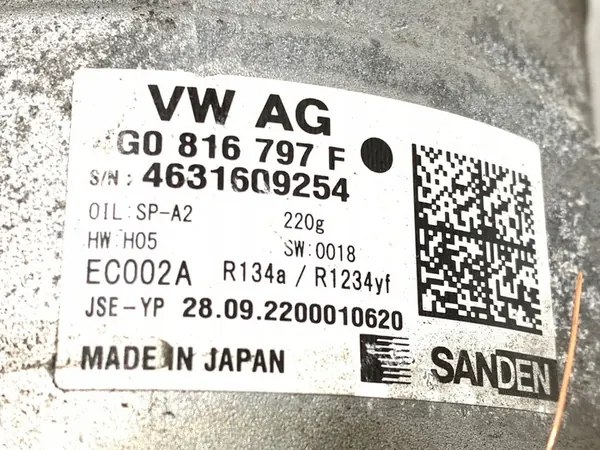 VW AG
G0 816 797 F
S/N: 4631609254
OIL:SP-A2 220g
HW:H05 SW:0018
EC002A R134a / R1234yf
JSE-YP 28.09.2200010620
MADE IN JAPAN SANDEN